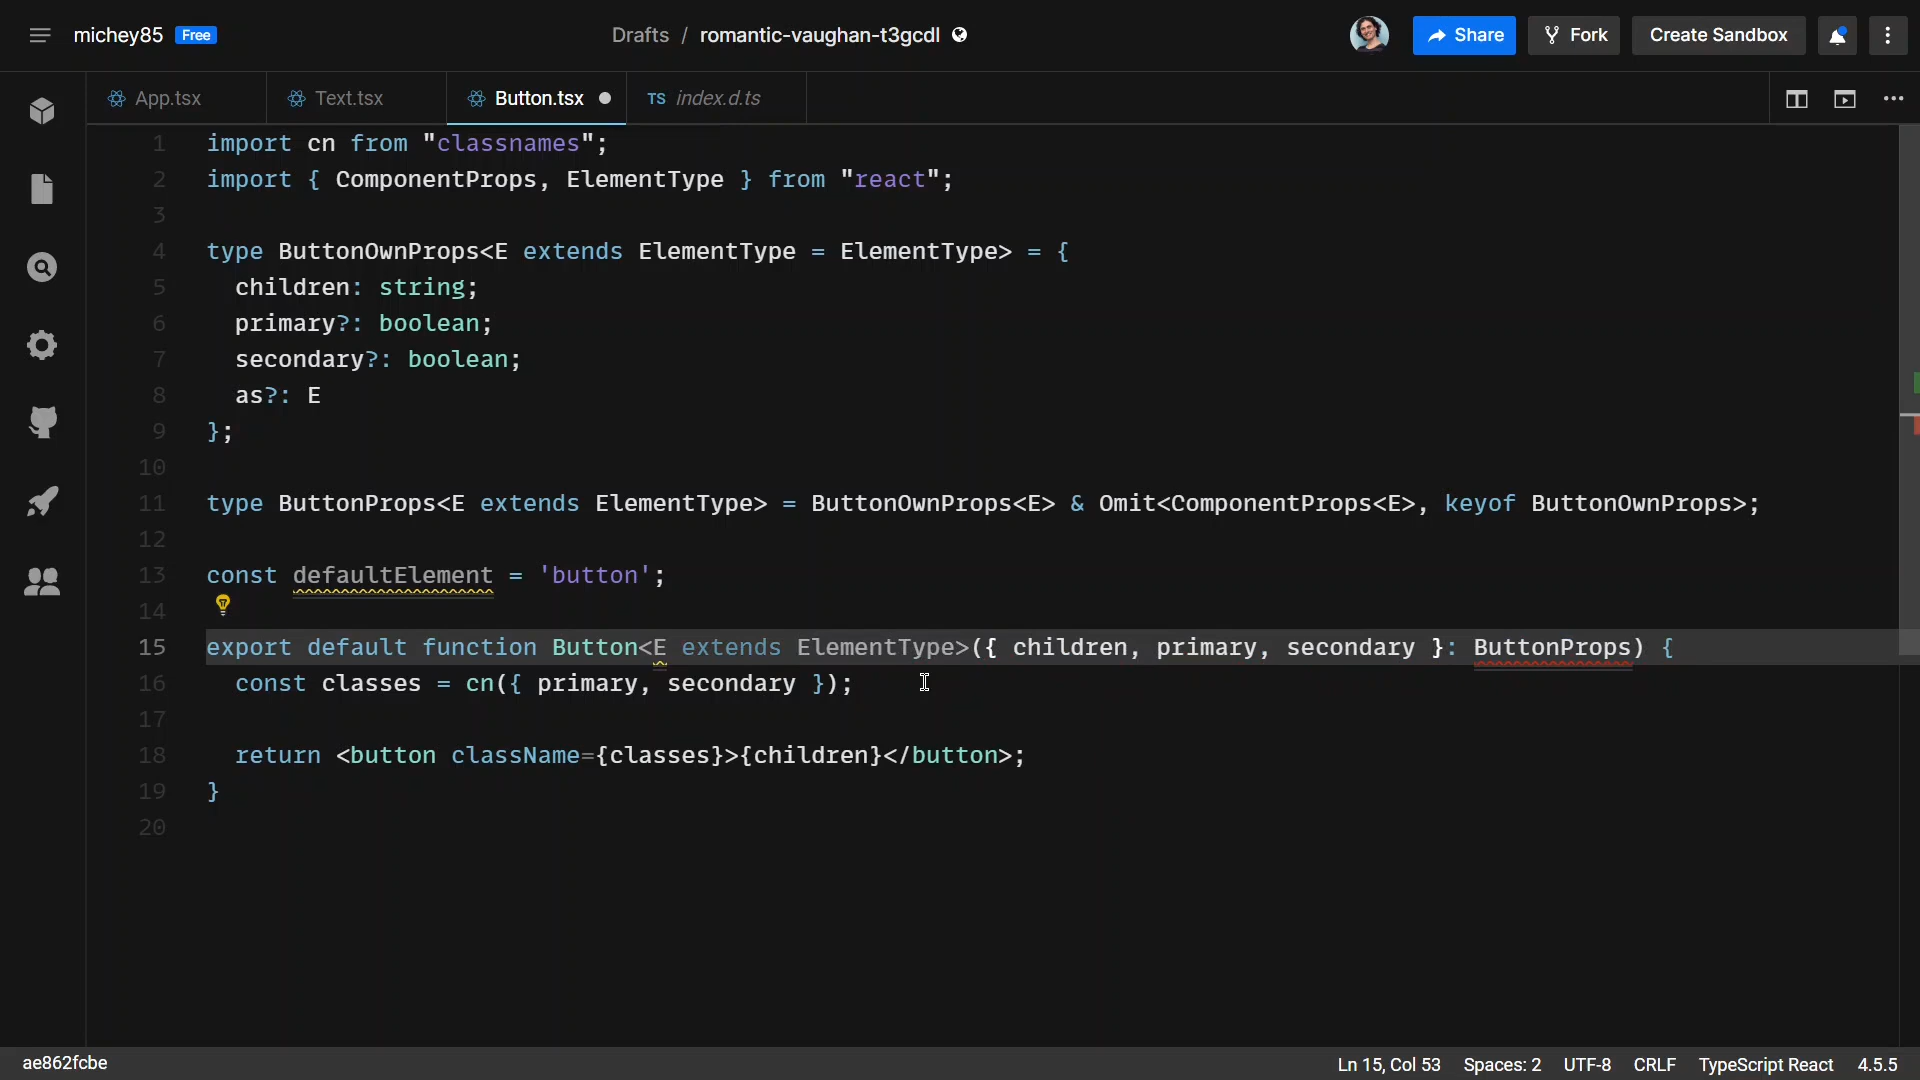 michey85 Free
Drafts / romantic-vaughan-t3gcdl
Share Fork Create Sandbox
App.tsx Text.tsx Button.tsx TS index.d.ts
1 import cn from "classnames";
2 import { ComponentProps, ElementType } from "react";
3
4 type ButtonOwnProps<E extends ElementType = ElementType> = {
5 children: string;
6 primary?: boolean;
7 secondary?: boolean;
8 as?: E
9 };
10
11 type ButtonProps<E extends ElementType> = ButtonOwnProps<E> & Omit<ComponentProps<E>, keyof ButtonOwnProps>;
12
13 const defaultElement = 'button';
14
15 export default function Button<E extends ElementType>({ children, primary, secondary }: ButtonProps) {
16 const classes = cn({ primary, secondary });
17
18 return <button className={classes}>{children}</button>;
19 }
20
ae862fcbe
Ln 15, Col 53 Spaces: 2 UTF-8 CRLF TypeScript React 4.5.5